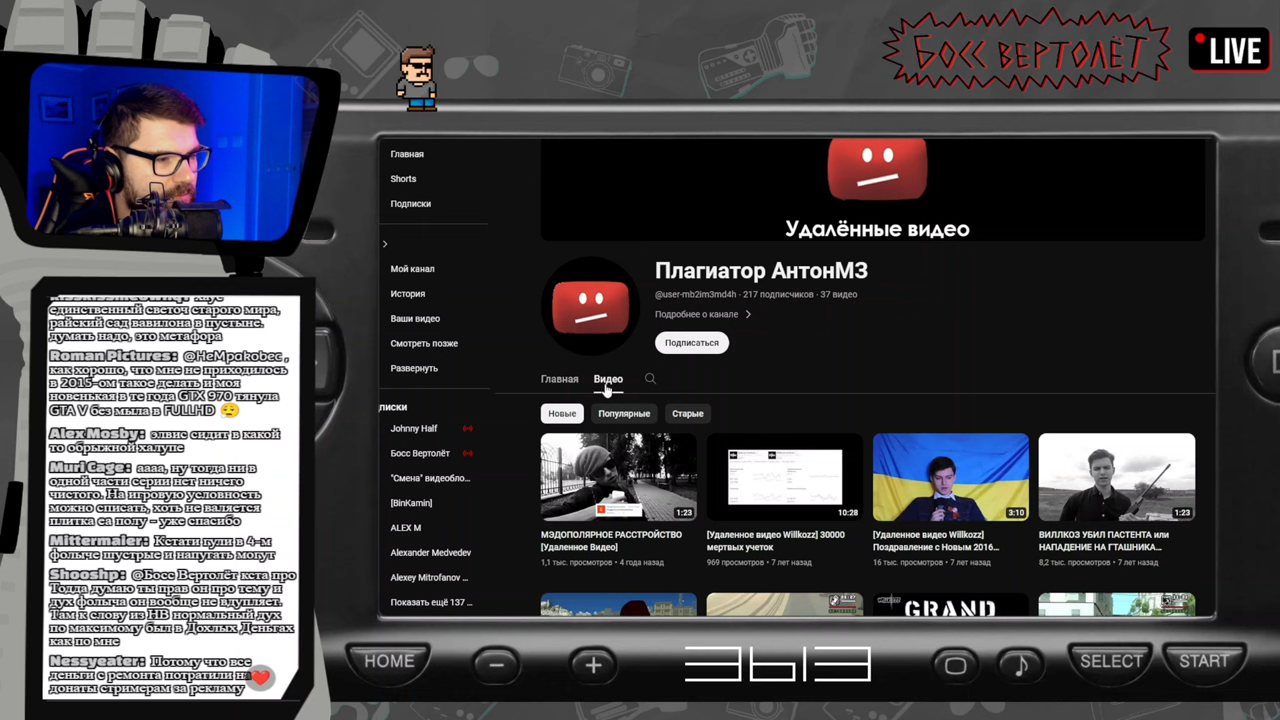 БОСС ВЕРТОЛЁТ
LIVE
единственный светоч старого мира,
райский сад вавилона в пустыне.
думать надо, это метафора
Roman Pictures: @HeMpakobec ,
как хорошо, что мне не приходилось
в 2015-ом такое делать и моя
новенькая в те года GTX 970 тянула
GTA V без мыла в FULLHD
Alex Mosby: элвис сидит в какой
то обрыжной халупе
MuriCage: аааа, ну тогда ни в
одной части серии нет ничего
чистого. На игровую условность
можно списать, хоть не валяется
плитка еа полу - уже спасибо
Mittermaier: Кстати гули в 4-м
фолыче шустрые и напугать могут
Shooshp: @Босс Вертолёт кста про
Тодда думаю ты прав он про тему и
дух фолыча он вообще не вдупляет.
Там к слову из НВ нормальный дух
по максимому был в Дохлых Деньгах
как по мне
Nessyeater: Потому что все
деньги с ремонта потратили на
донаты стримерам за рекламу
Главная
Shorts
Подписки
Мой канал
История
Ваши видео
Смотреть позже
Развернуть
писки
Johnny Half
Босс Вертолёт
"Смена" видеобло...
[BinKamin]
ALEX M
Alexander Medvedev
Alexey Mitrofanov ...
Показать ещё 137 ...
Удалённые видео
Плагиатор АнтонМЗ
@user-mb2im3md4h · 217 подписчиков · 37 видео
Подробнее о канале
Подписаться
Главная Видео
Новые Популярные Старые
1:23
МЭДОПОЛЯРНОЕ РАССТРОЙСТВО
[Удаленное Видео]
1,1 тыс. просмотров · 4 года назад
10:28
[Удаленное видео Willkozz] 30000
мертвых учеток
969 просмотров · 7 лет назад
3:10
[Удаленное видео Willkozz]
Поздравление с Новым 2016...
16 тыс. просмотров · 7 лет назад
1:23
ВИЛЛКОЗ УБИЛ ПАСТЕНТА или
НАПАДЕНИЕ НА ГТАШНИКА...
8,2 тыс. просмотров · 7 лет назад
GRAND
HOME
SELECT
START